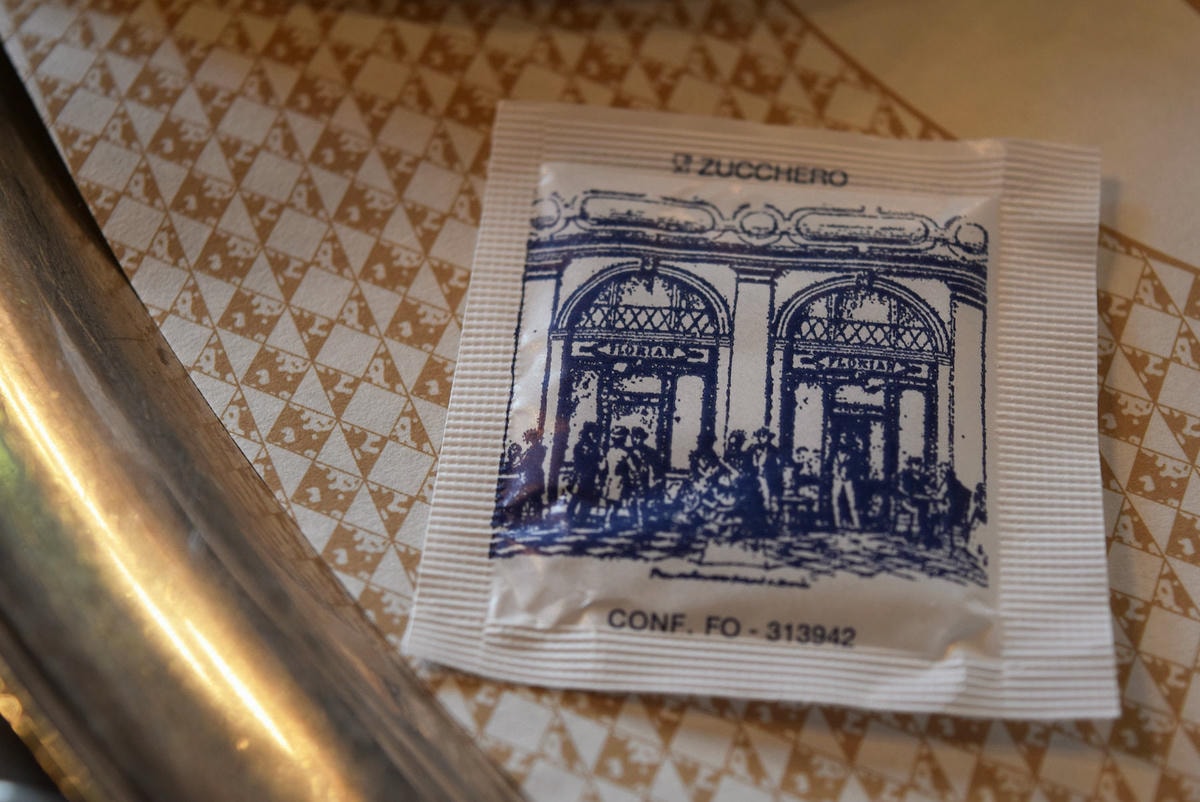 ZUCCHERO
FLORIAN FLORIAN
CONF. FO - 313942